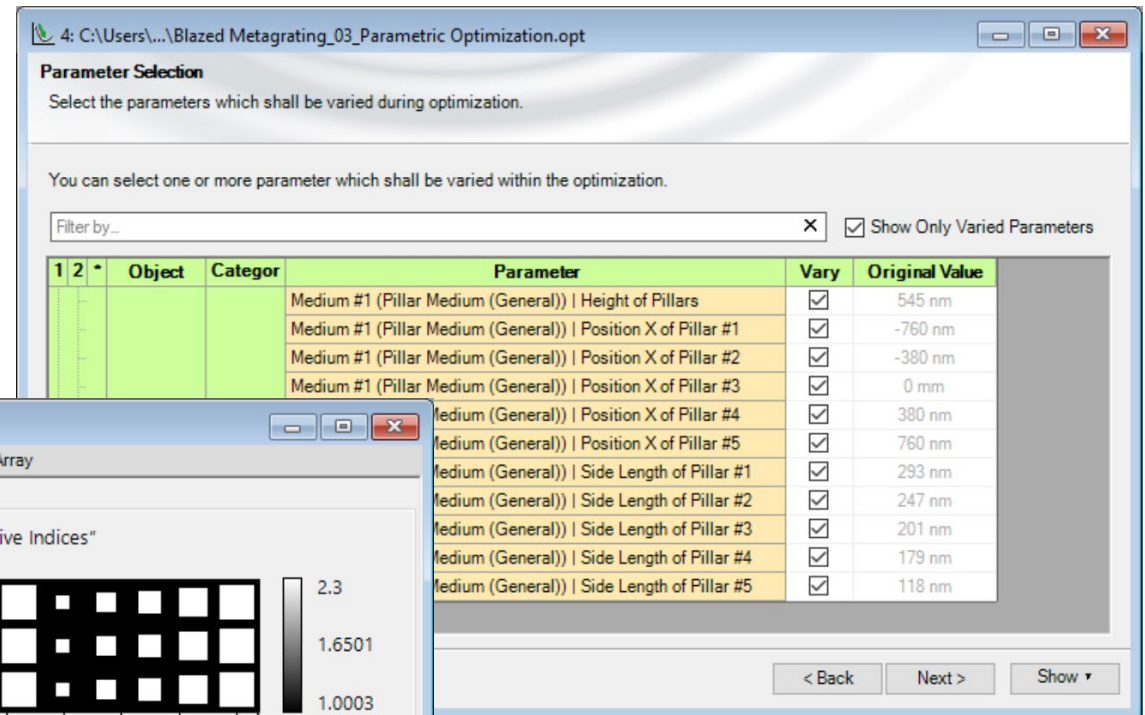 4: C:\Users\...\Blazed Metagrating_03_Parametric Optimization.opt
Parameter Selection
Select the parameters which shall be varied during optimization.
You can select one or more parameter which shall be varied within the optimization.
Filter by... × Show Only Varied Parameters
1 2 * Object Categor Parameter Vary Original Value
Medium #1 (Pillar Medium (General)) | Height of Pillars 545 nm
Medium #1 (Pillar Medium (General)) | Position X of Pillar #1 -760 nm
Medium #1 (Pillar Medium (General)) | Position X of Pillar #2 -380 nm
Medium #1 (Pillar Medium (General)) | Position X of Pillar #3 0 mm
Medium (General)) | Position X of Pillar #4 380 nm
Medium (General)) | Position X of Pillar #5 760 nm
Medium (General)) | Side Length of Pillar #1 293 nm
Medium (General)) | Side Length of Pillar #2 247 nm
Medium (General)) | Side Length of Pillar #3 201 nm
Medium (General)) | Side Length of Pillar #4 179 nm
Medium (General)) | Side Length of Pillar #5 118 nm
Array
ive Indices"
2.3
1.6501
1.0003
< Back Next > Show